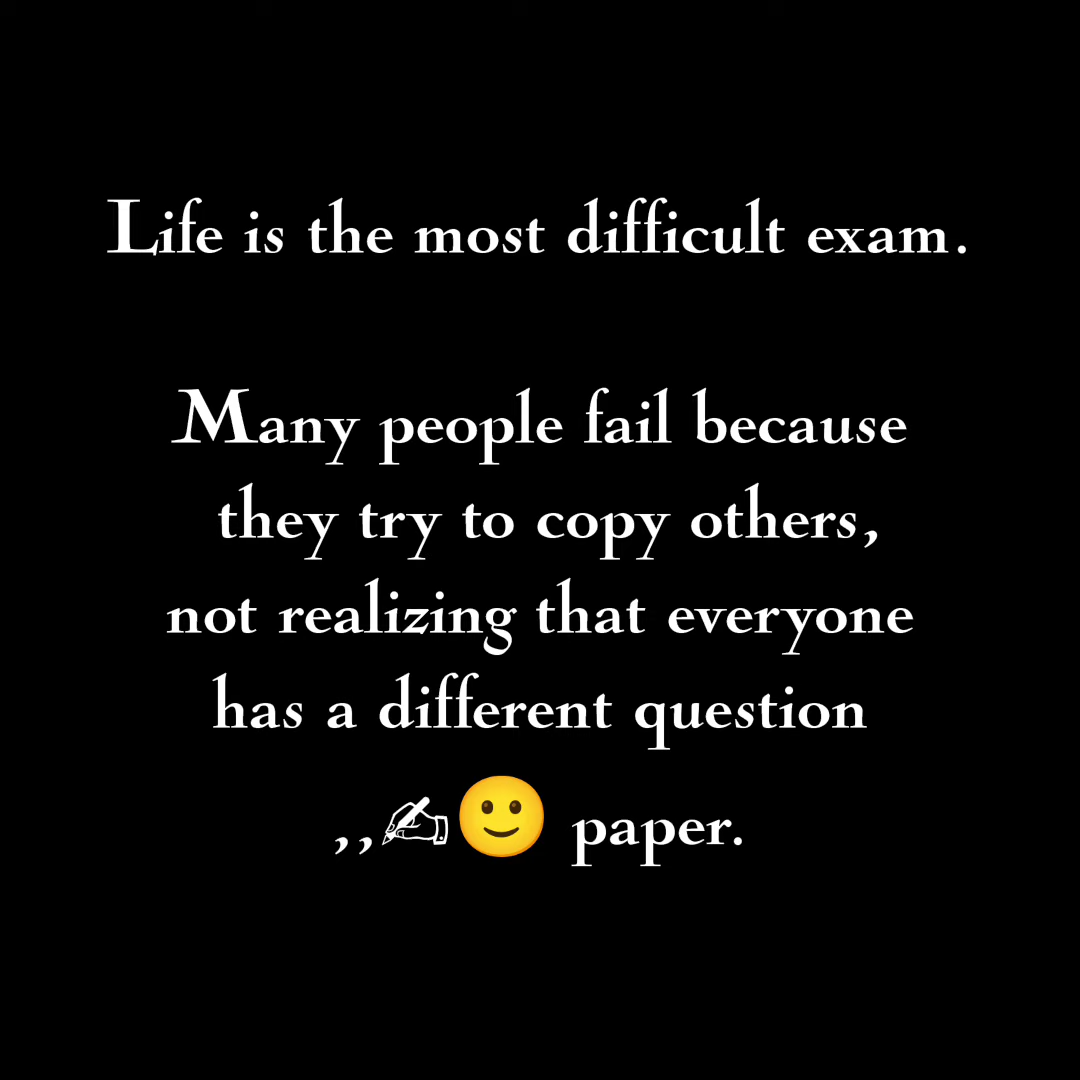 Life is the most difficult exam.
Many people fail because
they try to copy others,
not realizing that everyone
has a different question
,,✍🙂 paper.